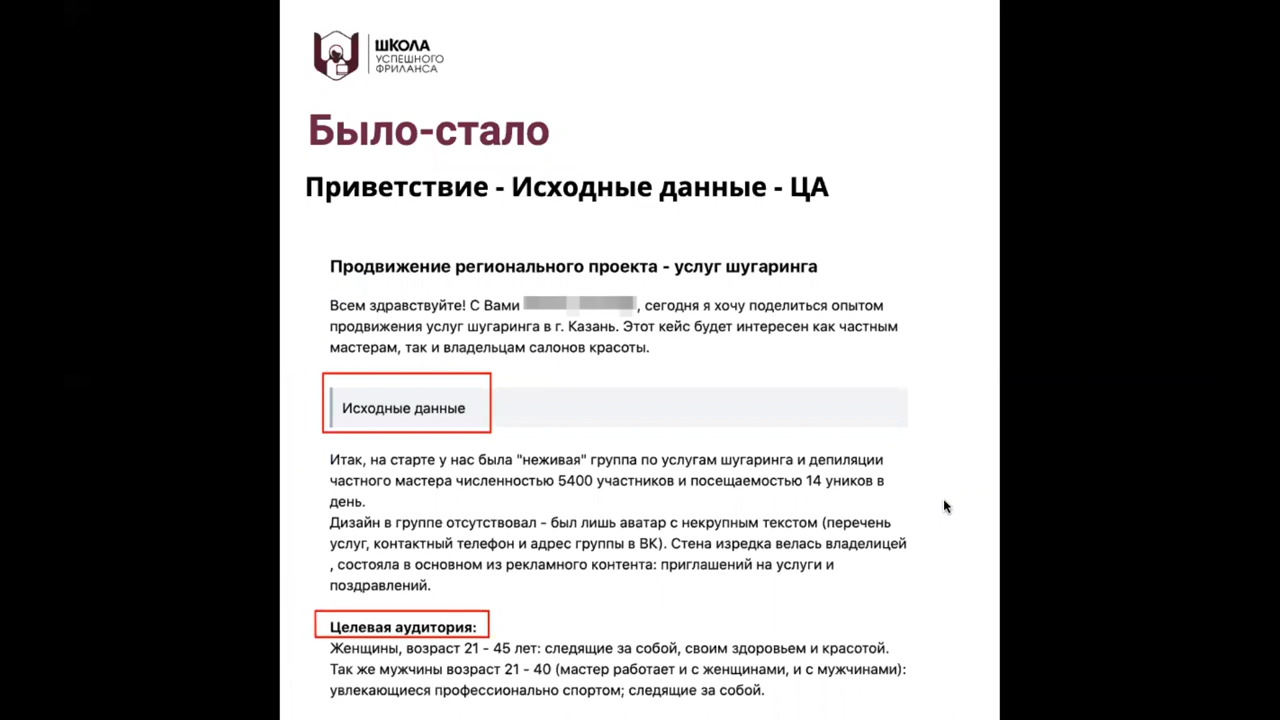 ШКОЛА
УСПЕШНОГО
ФРИЛАНСА
Было-стало
Приветствие - Исходные данные - ЦА
Продвижение регионального проекта - услуг шугаринга
Всем здравствуйте! С Вами , сегодня я хочу поделиться опытом
продвижения услуг шугаринга в г. Казань. Этот кейс будет интересен как частным
мастерам, так и владельцам салонов красоты.
Исходные данные
Итак, на старте у нас была "неживая" группа по услугам шугаринга и депиляции
частного мастера численностью 5400 участников и посещаемостью 14 уников в
день.
Дизайн в группе отсутствовал - был лишь аватар с некрупным текстом (перечень
услуг, контактный телефон и адрес группы в ВК). Стена изредка велась владелицей
, состояла в основном из рекламного контента: приглашений на услуги и
поздравлений.
Целевая аудитория:
Женщины, возраст 21 - 45 лет: следящие за собой, своим здоровьем и красотой.
Так же мужчины возраст 21 - 40 (мастер работает и с женщинами, и с мужчинами):
увлекающиеся профессионально спортом; следящие за собой.